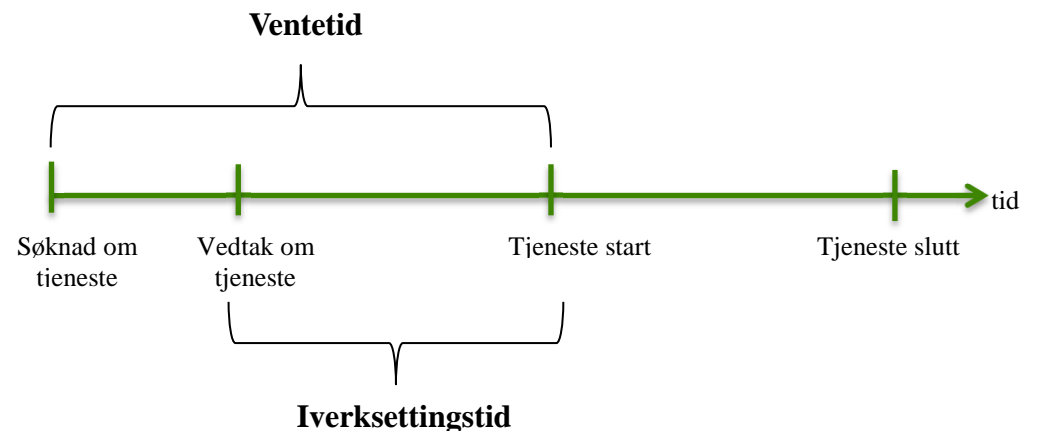 Ventetid
tid
Søknad om
tjeneste
Vedtak om
tjeneste
Tjeneste start
Tjeneste slutt
Iverksettingstid